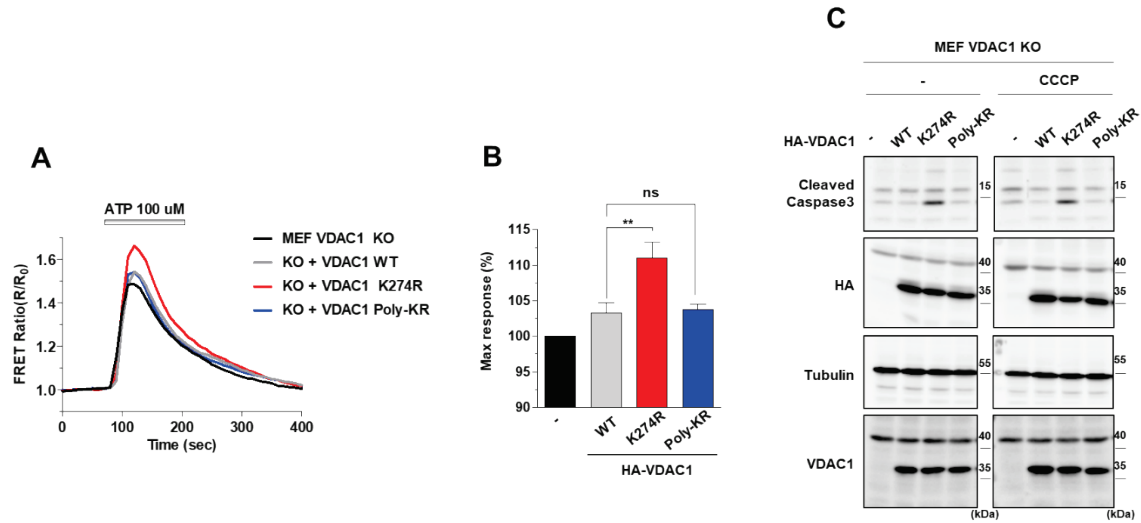 A
ATP 100 uM
FRET Ratio(R/R0)
1.6
1.4
1.2
1.0
0 100 200 300 400
Time (sec)
MEF VDAC1 KO
KO + VDAC1 WT
KO + VDAC1 K274R
KO + VDAC1 Poly-KR
B
ns
**
Max response (%)
115
110
105
100
95
90
- WT K274R Poly-KR
HA-VDAC1
C
MEF VDAC1 KO
- CCCP
HA-VDAC1 - WT K274R Poly-KR - WT K274R Poly-KR
Cleaved
Caspase3
15 15
HA
40 40
35 35
Tubulin
55 55
VDAC1
40 40
35 35
(kDa) (kDa)